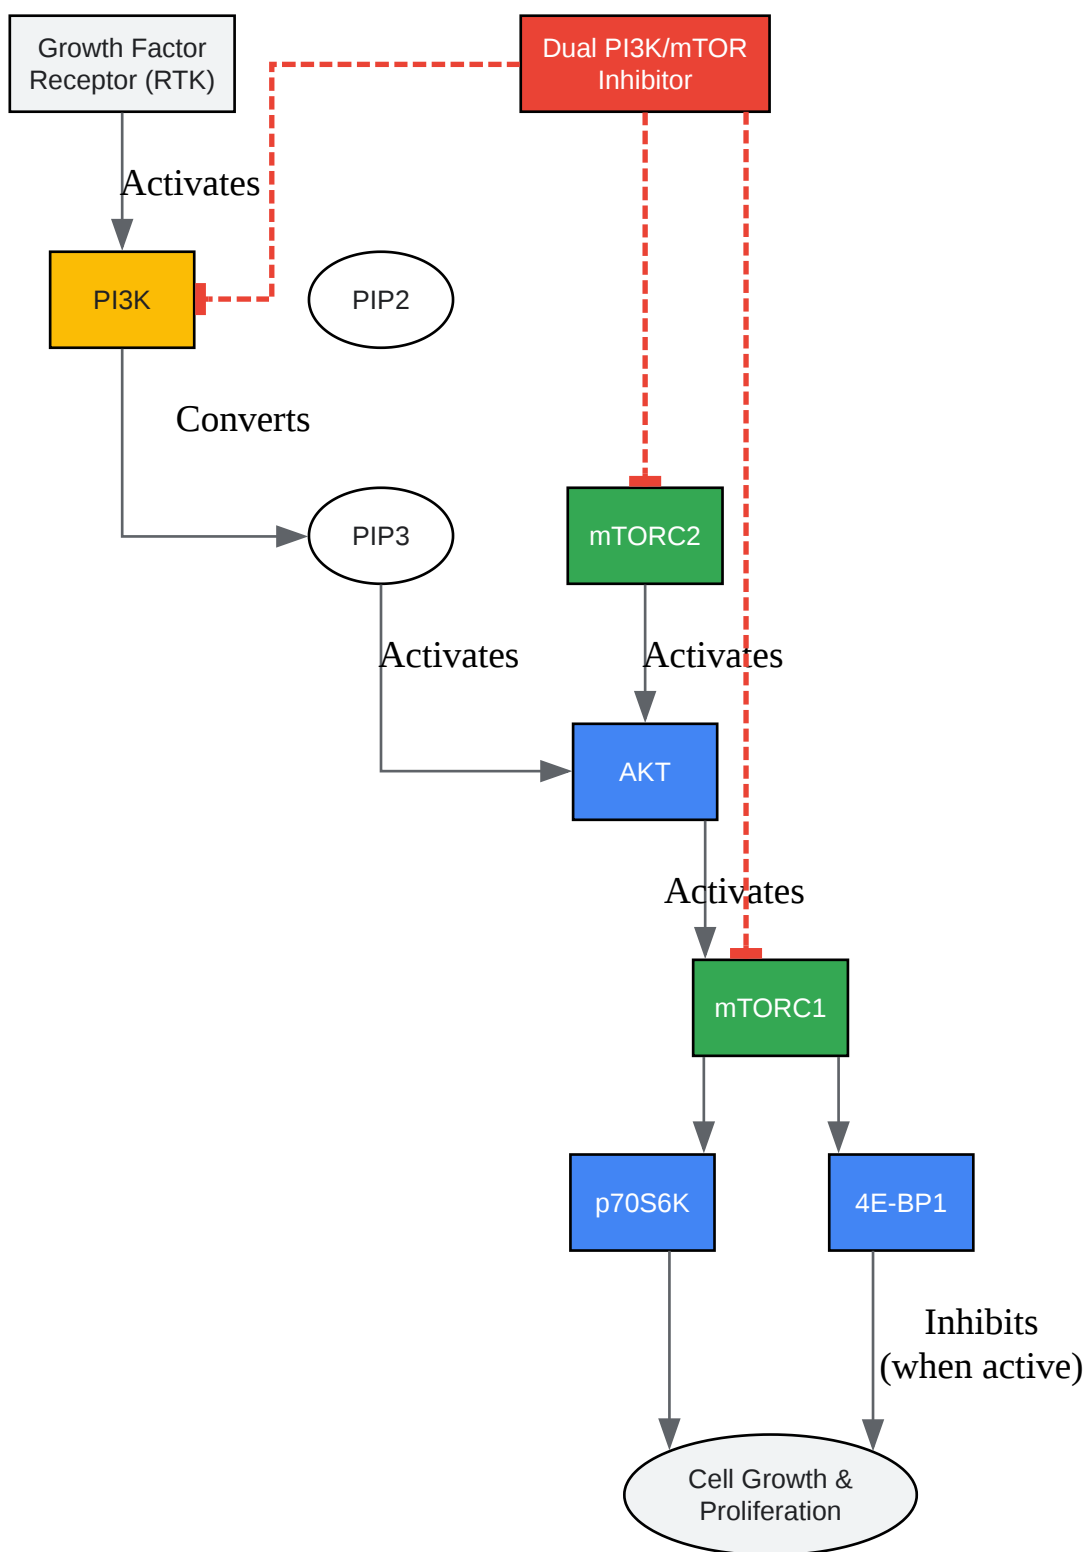 Growth Factor
Receptor (RTK)
Dual PI3K/mTOR
Inhibitor
Activates
PI3K
PIP2
Converts
PIP3
mTORC2
Activates
Activates
AKT
Activates
mTORC1
p70S6K
4E-BP1
Inhibits
(when active)
Cell Growth &
Proliferation